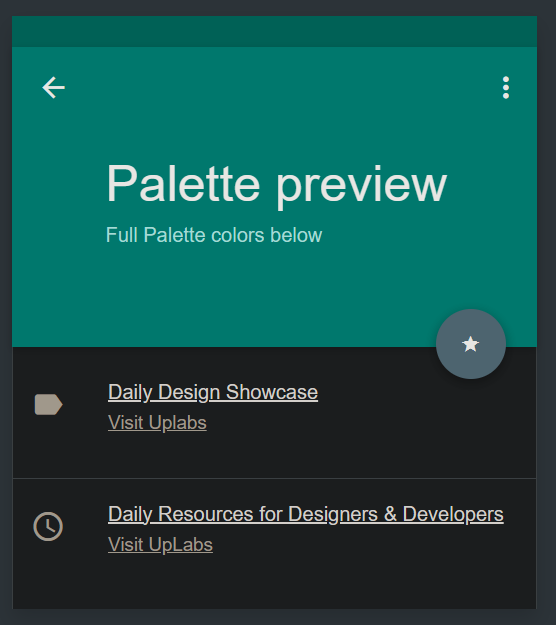 Palette preview
Full Palette colors below
Daily Design Showcase
Visit Uplabs
Daily Resources for Designers & Developers
Visit UpLabs